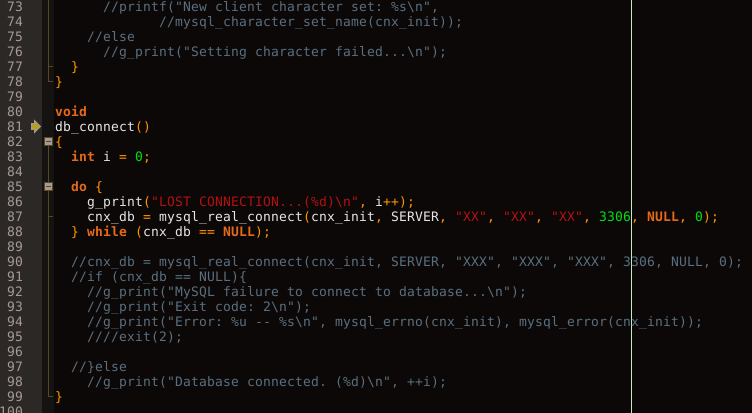 73 //printf("New client character set: %s\n",
74 //mysql_character_set_name(cnx_init));
75 //else
76 //g_print("Setting character failed...\n");
77 }
78 }
79
80 void
81 db_connect()
82 {
83 int i = 0;
84
85 do {
86 g_print("LOST CONNECTION...(%d)\n", i++);
87 cnx_db = mysql_real_connect(cnx_init, SERVER, "XX", "XX", "XX", 3306, NULL, 0);
88 } while (cnx_db == NULL);
89
90 //cnx_db = mysql_real_connect(cnx_init, SERVER, "XXX", "XXX", "XXX", 3306, NULL, 0);
91 //if (cnx_db == NULL){
92 //g_print("MySQL failure to connect to database...\n");
93 //g_print("Exit code: 2\n");
94 //g_print("Error: %u -- %s\n", mysql_errno(cnx_init), mysql_error(cnx_init));
95 ////exit(2);
96
97 //}else
98 //g_print("Database connected. (%d)\n", ++i);
99 }
100